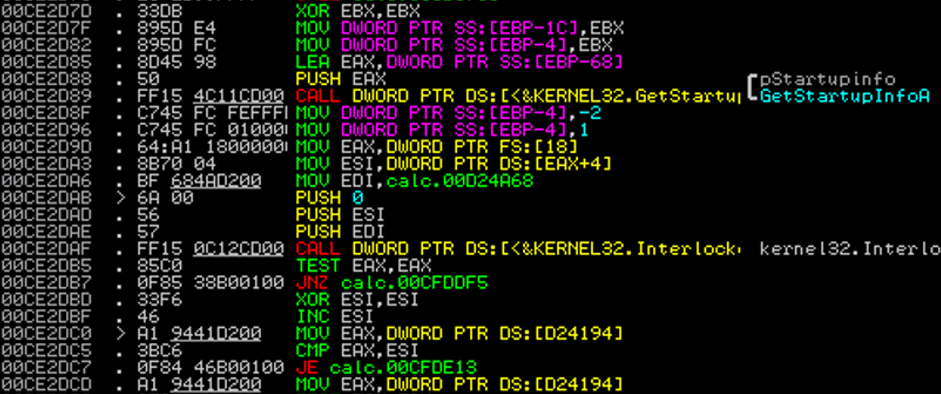 00CE2D7D . 33DB XOR EBX,EBX
00CE2D7F . 895D E4 MOV DWORD PTR SS:[EBP-1C],EBX
00CE2D82 . 895D FC MOV DWORD PTR SS:[EBP-4],EBX
00CE2D85 . 8D45 98 LEA EAX,DWORD PTR SS:[EBP-68]
00CE2D88 . 50 PUSH EAX pStartupinfo
00CE2D89 . FF15 4C11CD00 CALL DWORD PTR DS:[<&KERNEL32.GetStartu GetStartupInfoA
00CE2D8F . C745 FC FEFFF MOV DWORD PTR SS:[EBP-4],-2
00CE2D96 . C745 FC 01000 MOV DWORD PTR SS:[EBP-4],1
00CE2D9D . 64:A1 1800000 MOV EAX,DWORD PTR FS:[18]
00CE2DA3 . 8B70 04 MOV ESI,DWORD PTR DS:[EAX+4]
00CE2DA6 . BF 684AD200 MOV EDI,calc.00D24A68
00CE2DAB > 6A 00 PUSH 0
00CE2DAD . 56 PUSH ESI
00CE2DAE . 57 PUSH EDI
00CE2DAF . FF15 0C12CD00 CALL DWORD PTR DS:[<&KERNEL32.Interlock kernel32.Interlo
00CE2DB5 . 85C0 TEST EAX,EAX
00CE2DB7 . 0F85 38B00100 JNZ calc.00CFDDF5
00CE2DBD . 33F6 XOR ESI,ESI
00CE2DBF . 46 INC ESI
00CE2DC0 > A1 9441D200 MOV EAX,DWORD PTR DS:[D24194]
00CE2DC5 . 3BC6 CMP EAX,ESI
00CE2DC7 . 0F84 46B00100 JE calc.00CFDE13
00CE2DCD . A1 9441D200 MOV EAX,DWORD PTR DS:[D24194]